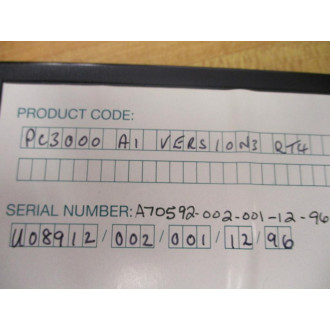 PRODUCT CODE:
PC3000 A1 VERSION3 RT4
SERIAL NUMBER: A70592-002-001-12-96
U08912/002/001/12/96